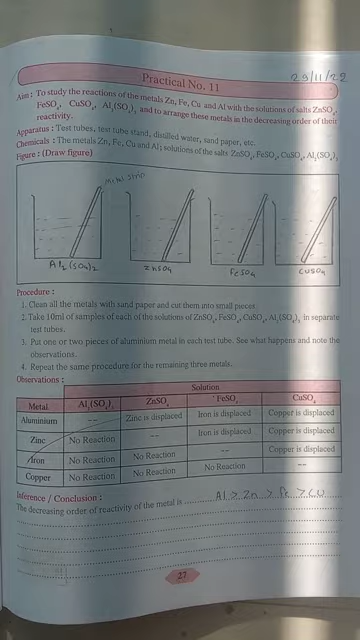 Practical No. 11
29/11/22
Aim : To study the reactions of the metals Zn, Fe, Cu and Al with the solutions of salts ZnSO₄,
FeSO₄, CuSO₄, Al₂(SO₄)₃ and to arrange these metals in the decreasing order of their
reactivity.
Apparatus : Test tubes, test tube stand, distilled water, sand paper, etc.
Chemicals : The metals Zn, Fe, Cu and Al; solutions of the salts ZnSO₄, FeSO₄, CuSO₄, Al₂(SO₄)₃
Figure : (Draw figure)
metal strip
Al₂(SO₄)₂ ZnSO₄ FeSO₄ CuSO₄
Procedure :
1. Clean all the metals with sand paper and cut them into small pieces.
2. Take 10ml of samples of each of the solutions of ZnSO₄, FeSO₄, CuSO₄, Al₂(SO₄)₃ in separate
test tubes.
3. Put one or two pieces of aluminium metal in each test tube. See what happens and note the
observations.
4. Repeat the same procedure for the remaining three metals.
Observations :
Solution
Metal Al₂(SO₄)₃ ZnSO₄ FeSO₄ CuSO₄
Aluminium -- Zinc is displaced Iron is displaced Copper is displaced
Zinc No Reaction -- Iron is displaced Copper is displaced
Iron No Reaction No Reaction -- Copper is displaced
Copper No Reaction No Reaction No Reaction --
Inference / Conclusion :
The decreasing order of reactivity of the metal is Al > Zn > Fe > Cu
27